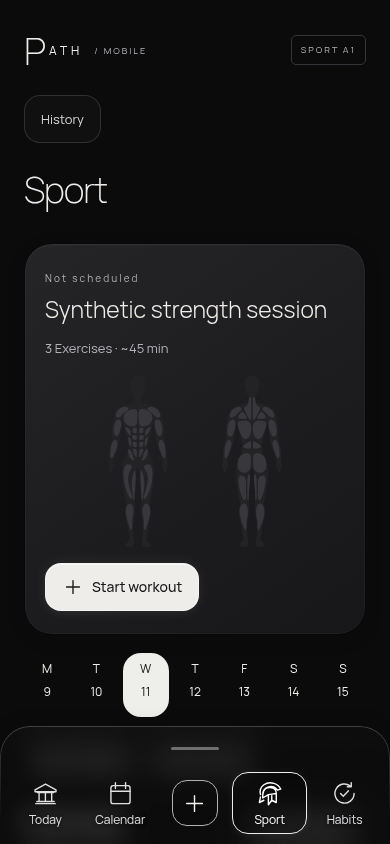 PATH / MOBILE
SPORT A1
History
Sport
Not scheduled
Synthetic strength session
3 Exercises · ~45 min
Start workout
M T W T F S S
9 10 11 12 13 14 15
Today Calendar Sport Habits